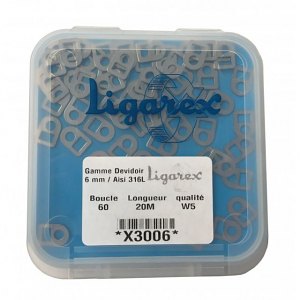 Ligarex
Gamme Devidoir
6 mm / Aisi 316L Ligarex
Boucle Longueur qualité
60 20M W5
*X3006*